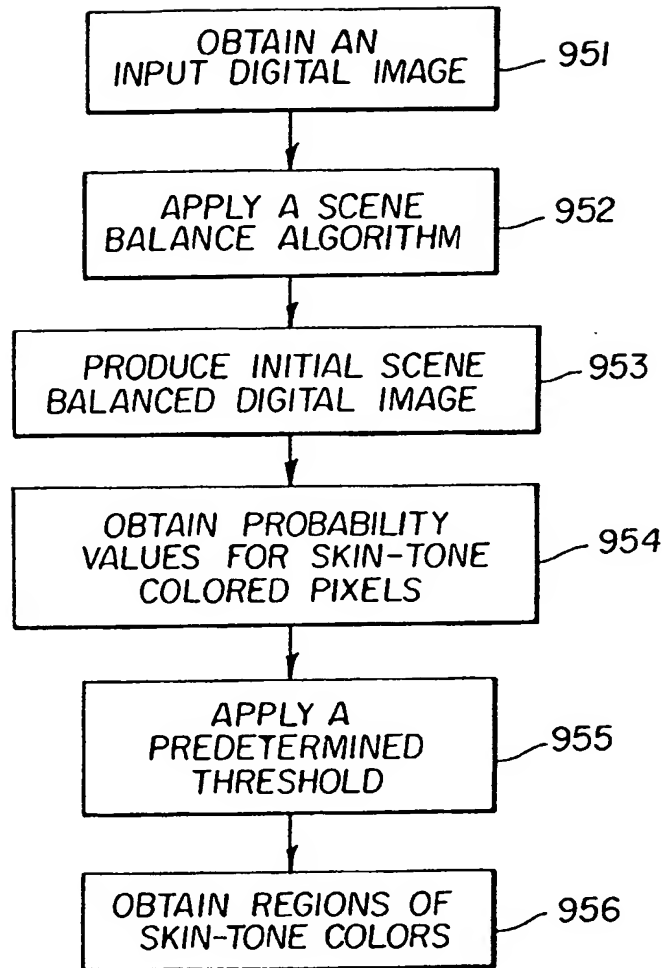 OBTAIN AN
INPUT DIGITAL IMAGE
951
APPLY A SCENE
BALANCE ALGORITHM
952
PRODUCE INITIAL SCENE
BALANCED DIGITAL IMAGE
953
OBTAIN PROBABILITY
VALUES FOR SKIN-TONE
COLORED PIXELS
954
APPLY A
PREDETERMINED
THRESHOLD
955
OBTAIN REGIONS OF
SKIN-TONE COLORS
956